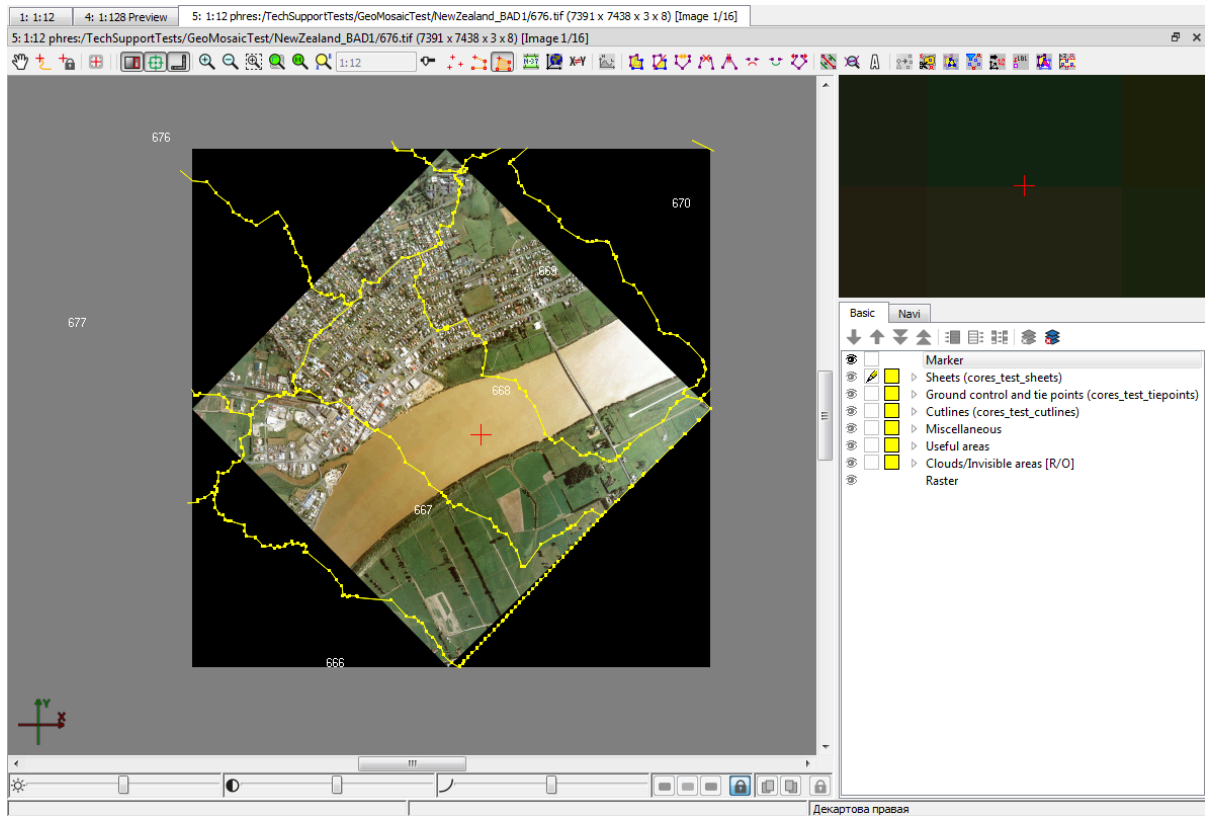 1: 1:12
4: 1:128 Preview
5: 1:12 phres:/TechSupportTests/GeoMosaicTest/NewZealand_BAD1/676.tif (7391 x 7438 x 3 x 8) [Image 1/16]
5: 1:12 phres:/TechSupportTests/GeoMosaicTest/NewZealand_BAD1/676.tif (7391 x 7438 x 3 x 8) [Image 1/16]
1:12
X=Y
676
670
669
677
668
667
666
Y
X
Basic
Navi
Marker
Sheets (cores_test_sheets)
Ground control and tie points (cores_test_tiepoints)
Cutlines (cores_test_cutlines)
Miscellaneous
Useful areas
Clouds/Invisible areas [R/O]
Raster
Декартова правая